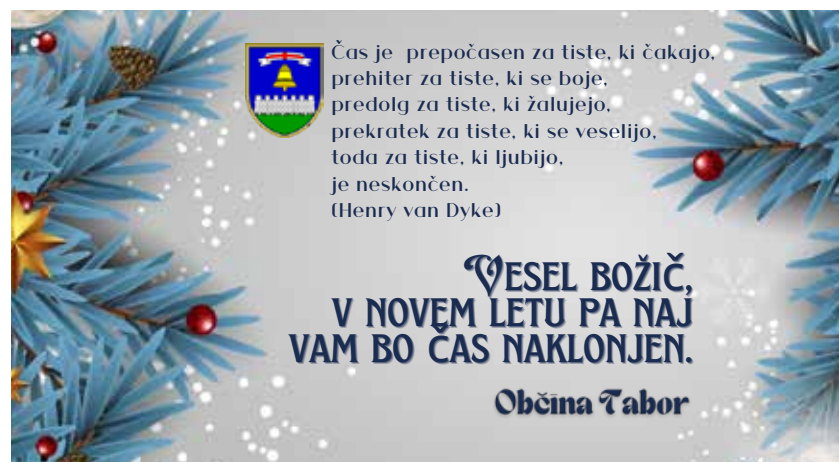 Čas je prepočasen za tiste, ki čakajo,
prehiter za tiste, ki se boje,
predolg za tiste, ki žalujejo,
prekratek za tiste, ki se veselijo,
toda za tiste, ki ljubijo,
je neskončen.
(Henry van Dyke)
VESEL BOŽIČ,
V NOVEM LETU PA NAJ
VAM BO ČAS NAKLONJEN.
Občina Tabor